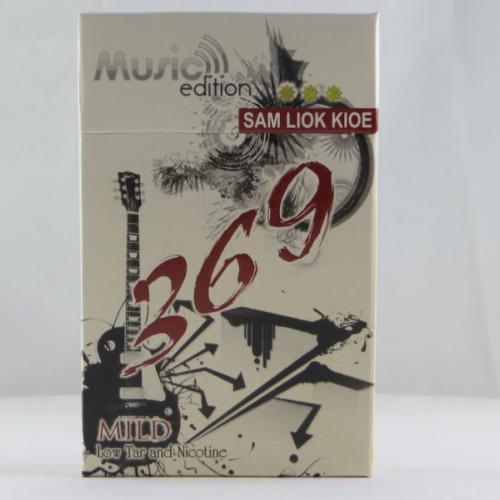 Music
edition
SAM LIOK KIOE
369
MILD
Low Tar and Nicotine